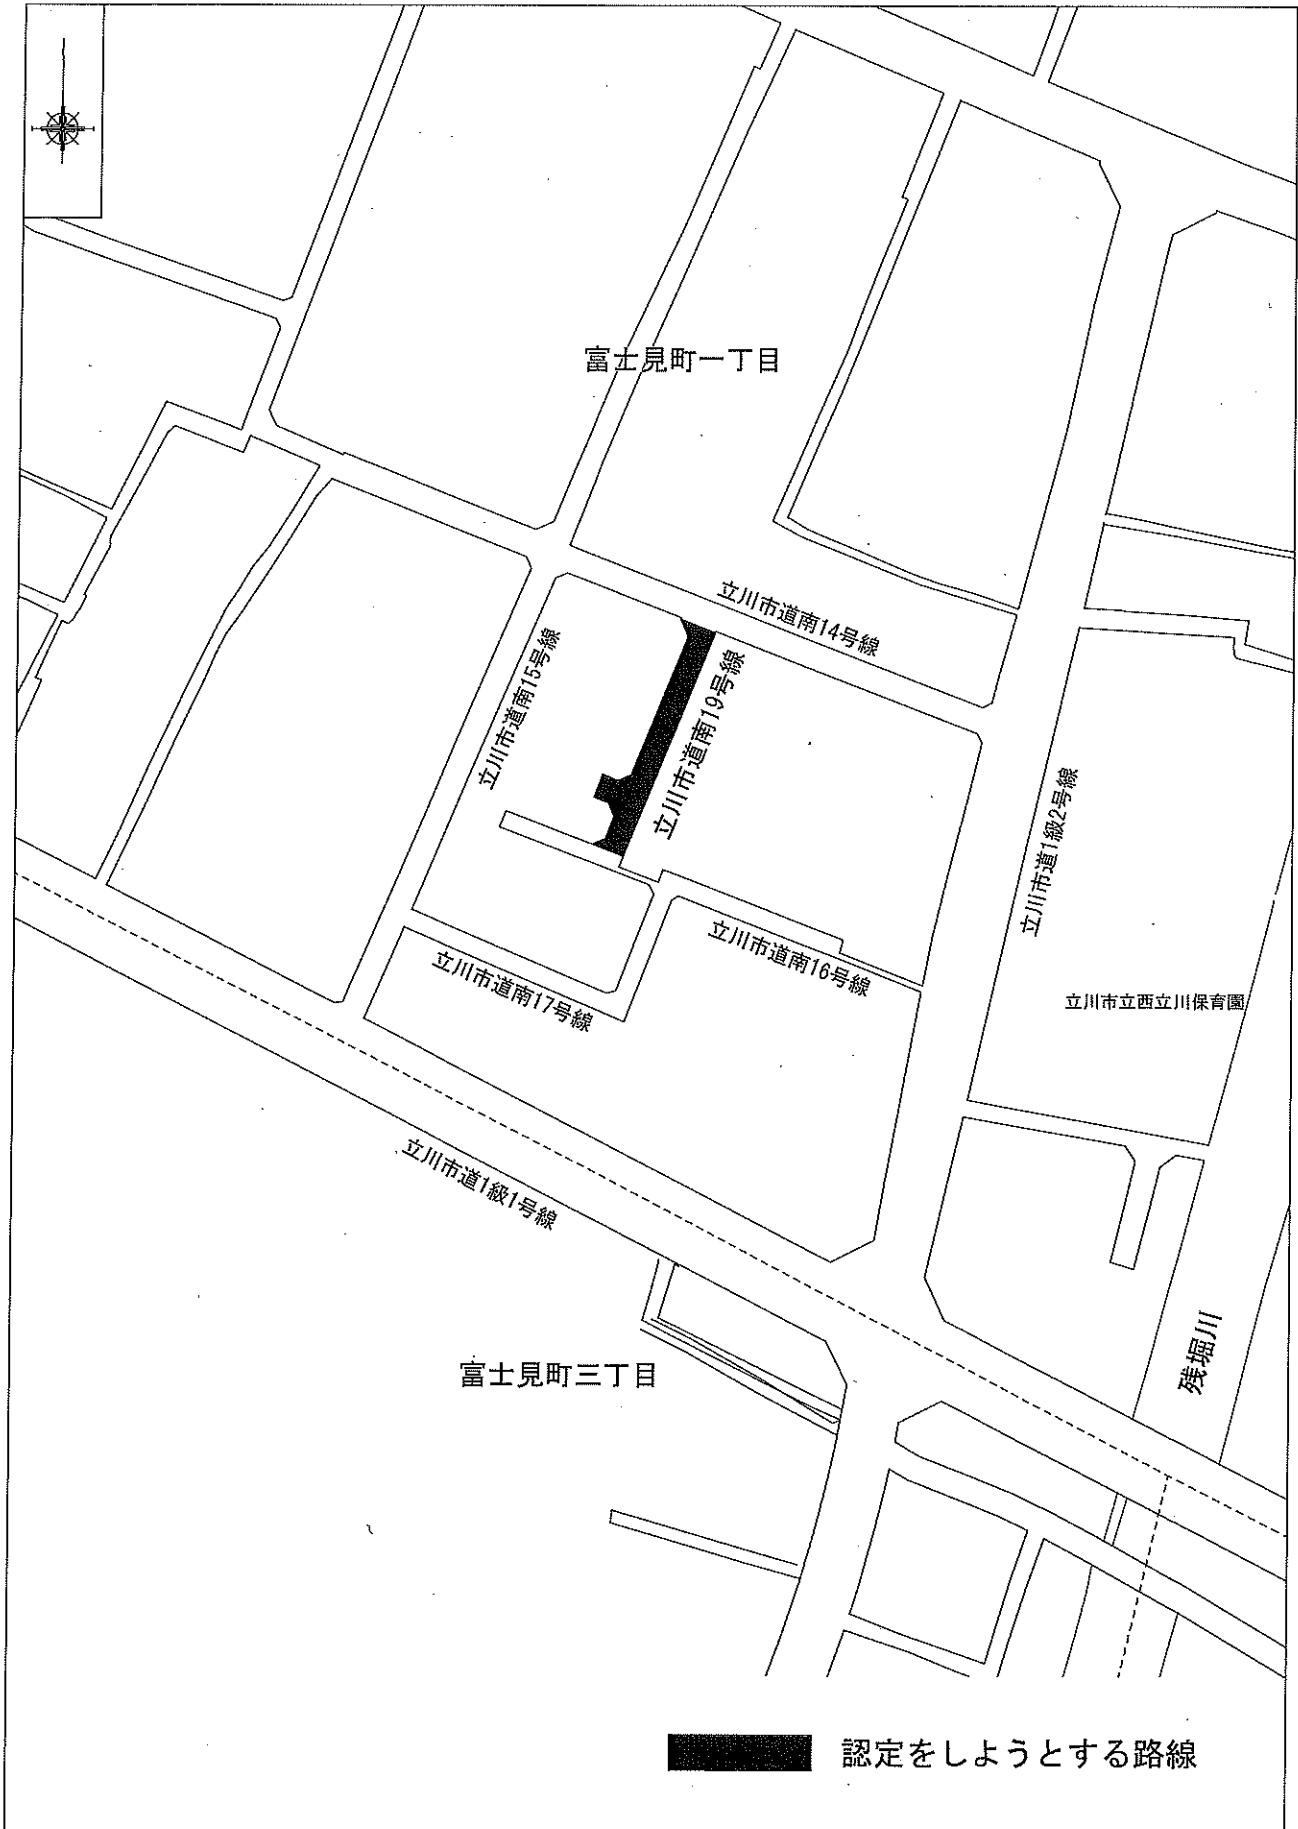 富士見町一丁目
立川市道南14号線
立川市道南15号線
立川市道南19号線
立川市道1級2号線
立川市道南16号線
立川市道南17号線
立川市立西立川保育園
立川市道1級1号線
残堀川
富士見町三丁目
認定をしようとする路線